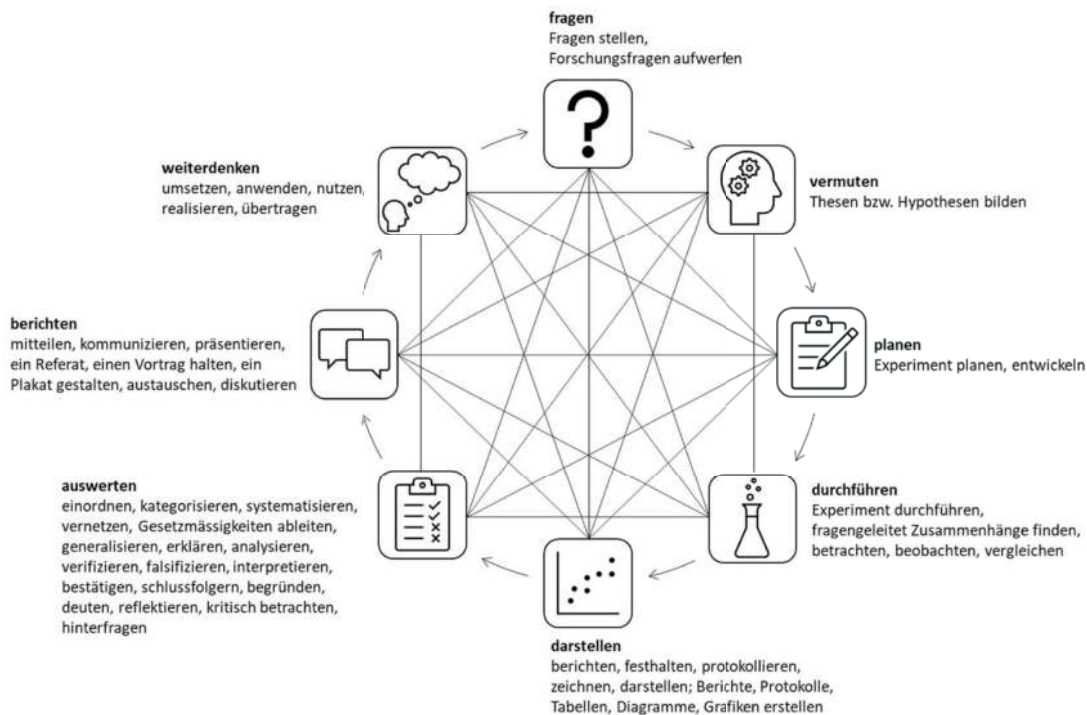 fragen
Fragen stellen,
Forschungsfragen aufwerfen
vermuten
Thesen bzw. Hypothesen bilden
planen
Experiment planen, entwickeln
durchführen
Experiment durchführen,
fragengeleitet Zusammenhänge finden,
betrachten, beobachten, vergleichen
darstellen
berichten, festhalten, protokollieren,
zeichnen, darstellen; Berichte, Protokolle,
Tabellen, Diagramme, Grafiken erstellen
auswerten
einordnen, kategorisieren, systematisieren,
vernetzen, Gesetzmässigkeiten ableiten,
generalisieren, erklären, analysieren,
verifizieren, falsifizieren, interpretieren,
bestätigen, schlussfolgern, begründen,
deuten, reflektieren, kritisch betrachten,
hinterfragen
berichten
mitteilen, kommunizieren, präsentieren,
ein Referat, einen Vortrag halten, ein
Plakat gestalten, austauschen, diskutieren
weiterdenken
umsetzen, anwenden, nutzen,
realisieren, übertragen